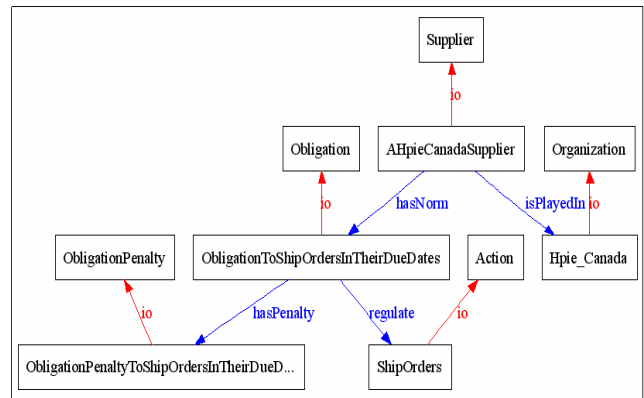 Supplier
io
Obligation
AHpieCanadaSupplier
Organization
io
hasNorm
isPlayedIn
io
ObligationPenalty
ObligationToShipOrdersInTheirDueDates
Action
Hpie_Canada
io
hasPenalty
regulate
io
ObligationPenaltyToShipOrdersInTheirDueD...
ShipOrders